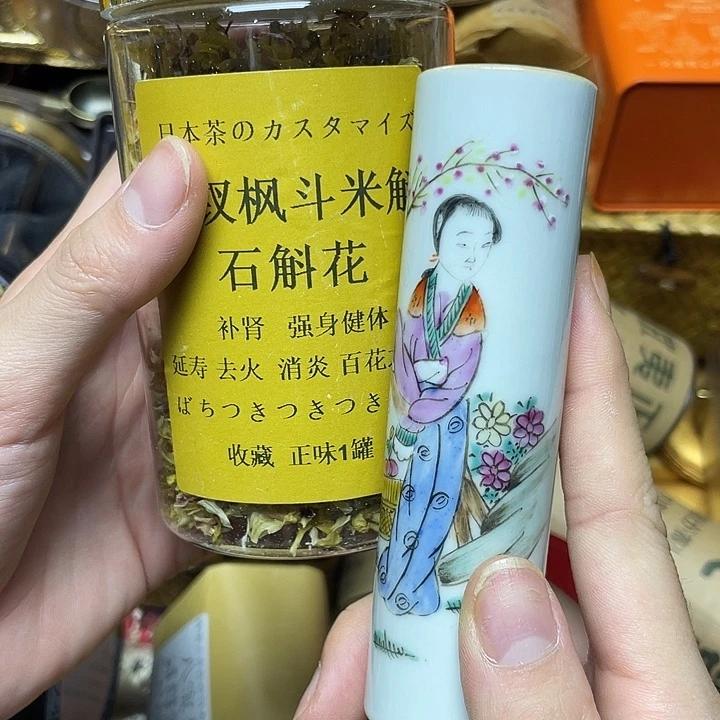 日本茶のカスタマイズ
钗枫斗米斛
石斛花
补肾 强身健体
延寿 去火 消炎 百花
ばちつきつきつき
收藏 正味1罐